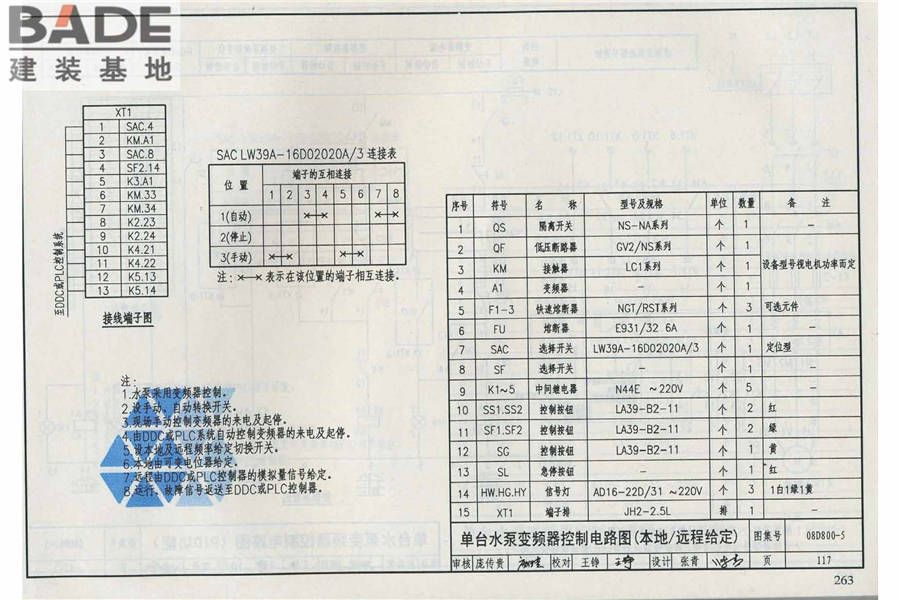 BADE
建装基地
XT1
1 SAC.4
2 KM.A1
3 SAC.8
4 SF2.14
5 K3.A1
6 KM.33
7 KM.34
8 K2.23
9 K2.24
10 K4.21
11 K4.22
12 K5.13
13 K5.14
至DDC或PLC控制系统
接线端子图
SAC LW39A-16D02020A/3 连接表
位置 端子的互相连接
1 2 3 4 5 6 7 8
1(自动)
2(停止)
3(手动)
注: ×—× 表示在该位置的端子相互连接。
注:
1.水泵采用变频器控制。
2.设手动、自动转换开关。
3.现场手动控制变频器的来电及起停。
4.由DDC或PLC系统自动控制变频器的来电及起停。
5.设本地及远程频率给定切换开关。
6.本地由可变电位器给定。
7.远程由DDC或PLC控制器的模拟量信号给定。
8.运行、故障信号返送至DDC或PLC控制器。
序号 符号 名称 型号及规格 单位 数量 备注
1 QS 隔离开关 NS-NA系列 个 1 —
2 QF 低压断路器 GV2/NS系列 个 1
3 KM 接触器 LC1系列 个 1 设备型号视电机功率而定
4 A1 变频器 — 个 1
5 F1-3 快速熔断器 NGT/RST系列 个 3 可选元件
6 FU 熔断器 E931/32 6A 个 1 —
7 SAC 选择开关 LW39A-16D02020A/3 个 1 定位型
8 SF 选择开关 — 个 1 —
9 K1~5 中间继电器 N44E ~220V 个 5 —
10 SS1.SS2 控制按钮 LA39-B2-11 个 2 红
11 SF1.SF2 控制按钮 LA39-B2-11 个 2 绿
12 SG 控制按钮 LA39-B2-11 个 1 黄
13 SL 急停按钮 — 个 1 红
14 HW.HG.HY 信号灯 AD16-22D/31 ~220V 个 3 1白1绿1黄
15 XT1 端子排 JH2-2.5L 排 1 —
单台水泵变频器控制电路图(本地/远程给定) 图集号 08D800-5
审核 庞传贵 校对 王铮 设计 张青 页 117
263